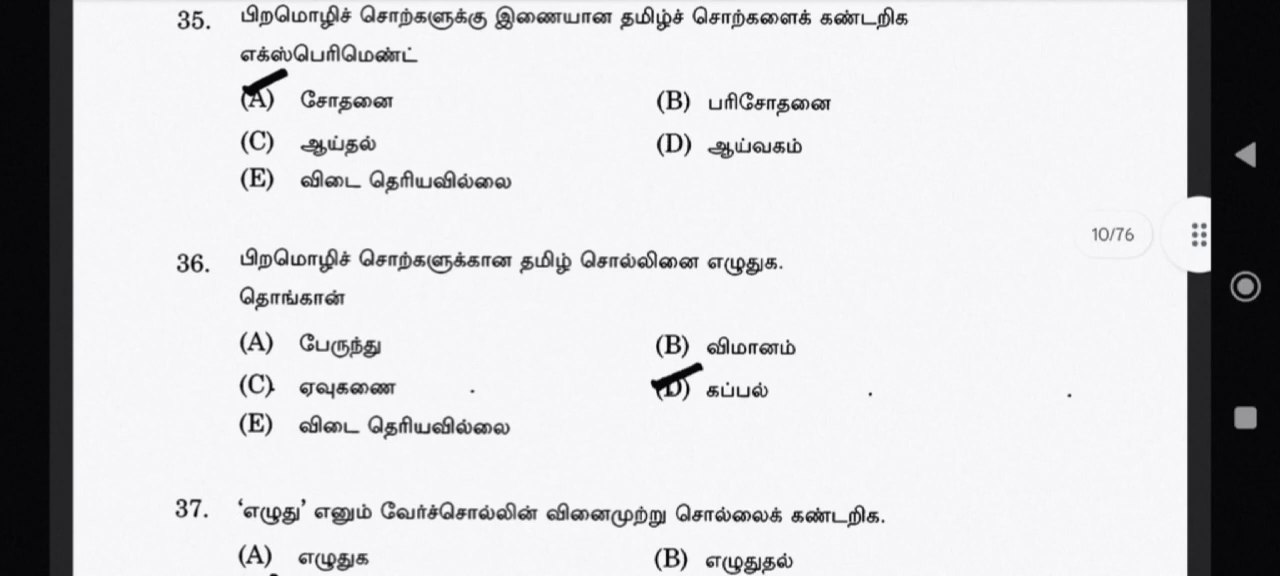 35. பிறமொழிச் சொற்களுக்கு இணையான தமிழ்ச் சொற்களைக் கண்டறிக
எக்ஸ்பெரிமெண்ட்
(A) சோதனை (B) பரிசோதனை
(C) ஆய்தல் (D) ஆய்வகம்
(E) விடை தெரியவில்லை
10/76
36. பிறமொழிச் சொற்களுக்கான தமிழ் சொல்லினை எழுதுக.
தொங்கான்
(A) பேருந்து (B) விமானம்
(C) ஏவுகணை (D) கப்பல்
(E) விடை தெரியவில்லை
37. ‘எழுது’ எனும் வேர்ச்சொல்லின் வினைமுற்று சொல்லைக் கண்டறிக.
(A) எழுதுக (B) எழுதுதல்